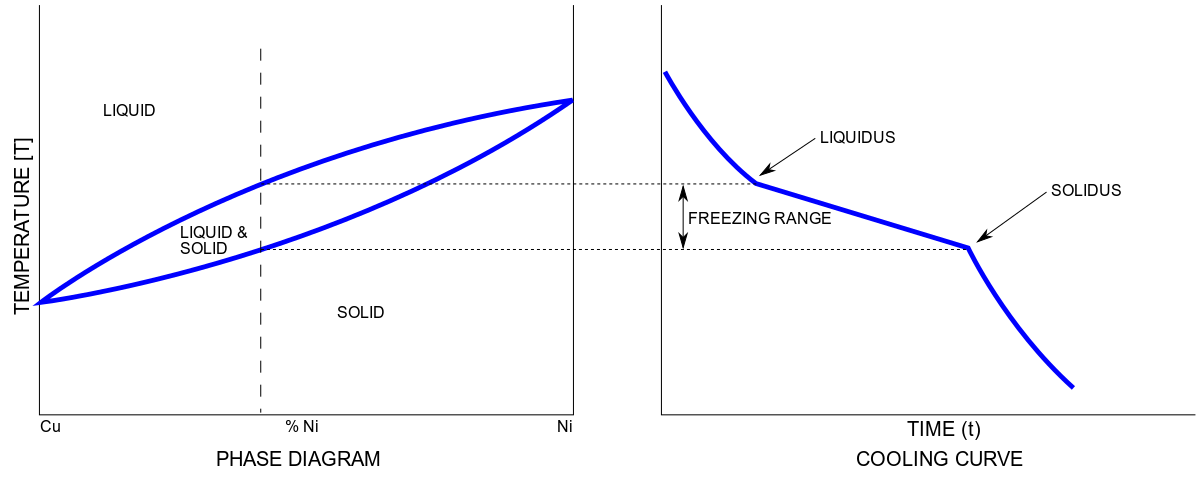 LIQUID
TEMPERATURE [T]
LIQUID &
SOLID
SOLID
Cu
% Ni
Ni
PHASE DIAGRAM
LIQUIDUS
SOLIDUS
FREEZING RANGE
TIME (t)
COOLING CURVE